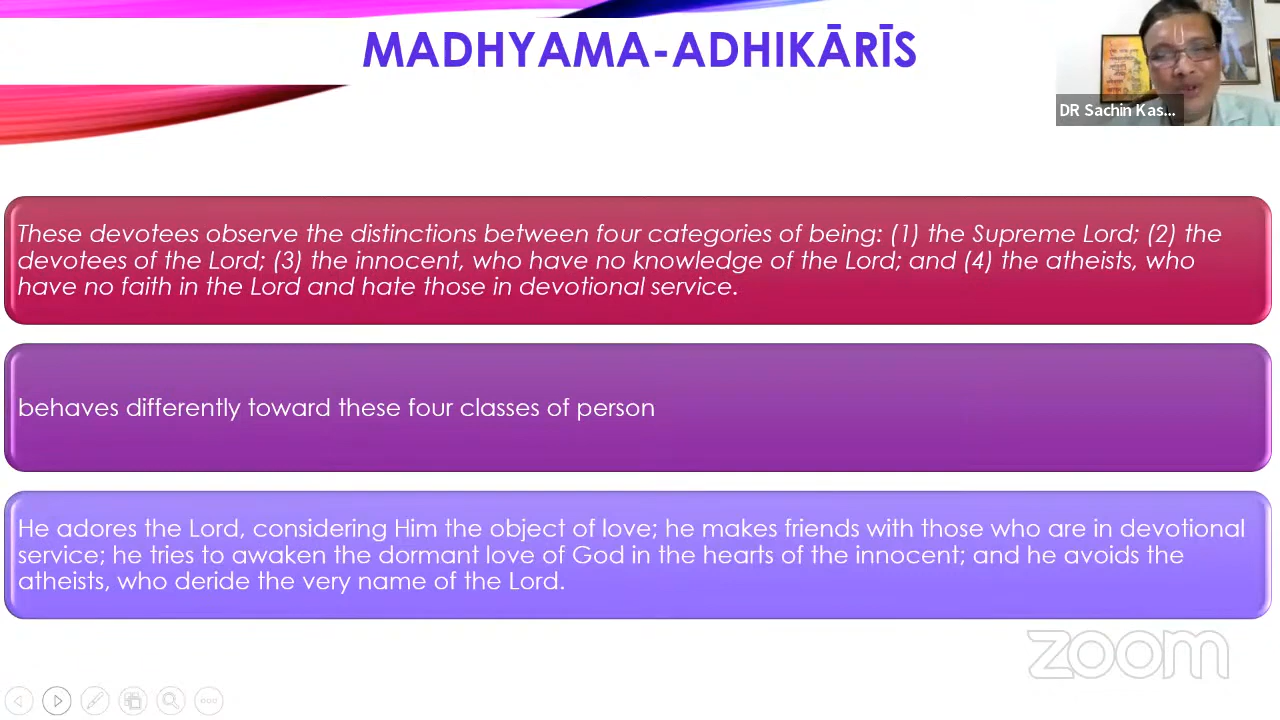 MADHYAMA-ADHIKĀRĪS
DR Sachin Kas...
These devotees observe the distinctions between four categories of being: (1) the Supreme Lord; (2) the
devotees of the Lord; (3) the innocent, who have no knowledge of the Lord; and (4) the atheists, who
have no faith in the Lord and hate those in devotional service.
behaves differently toward these four classes of person
He adores the Lord, considering Him the object of love; he makes friends with those who are in devotional
service; he tries to awaken the dormant love of God in the hearts of the innocent; and he avoids the
atheists, who deride the very name of the Lord.
zoom